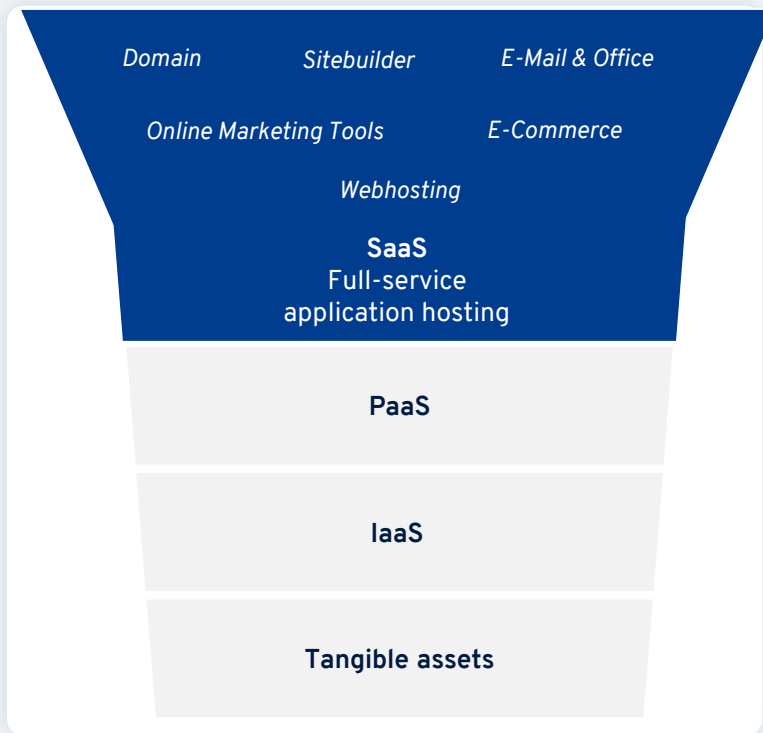 Domain
Sitebuilder
E-Mail & Office
Online Marketing Tools
E-Commerce
Webhosting
SaaS
Full-service
application hosting
PaaS
IaaS
Tangible assets